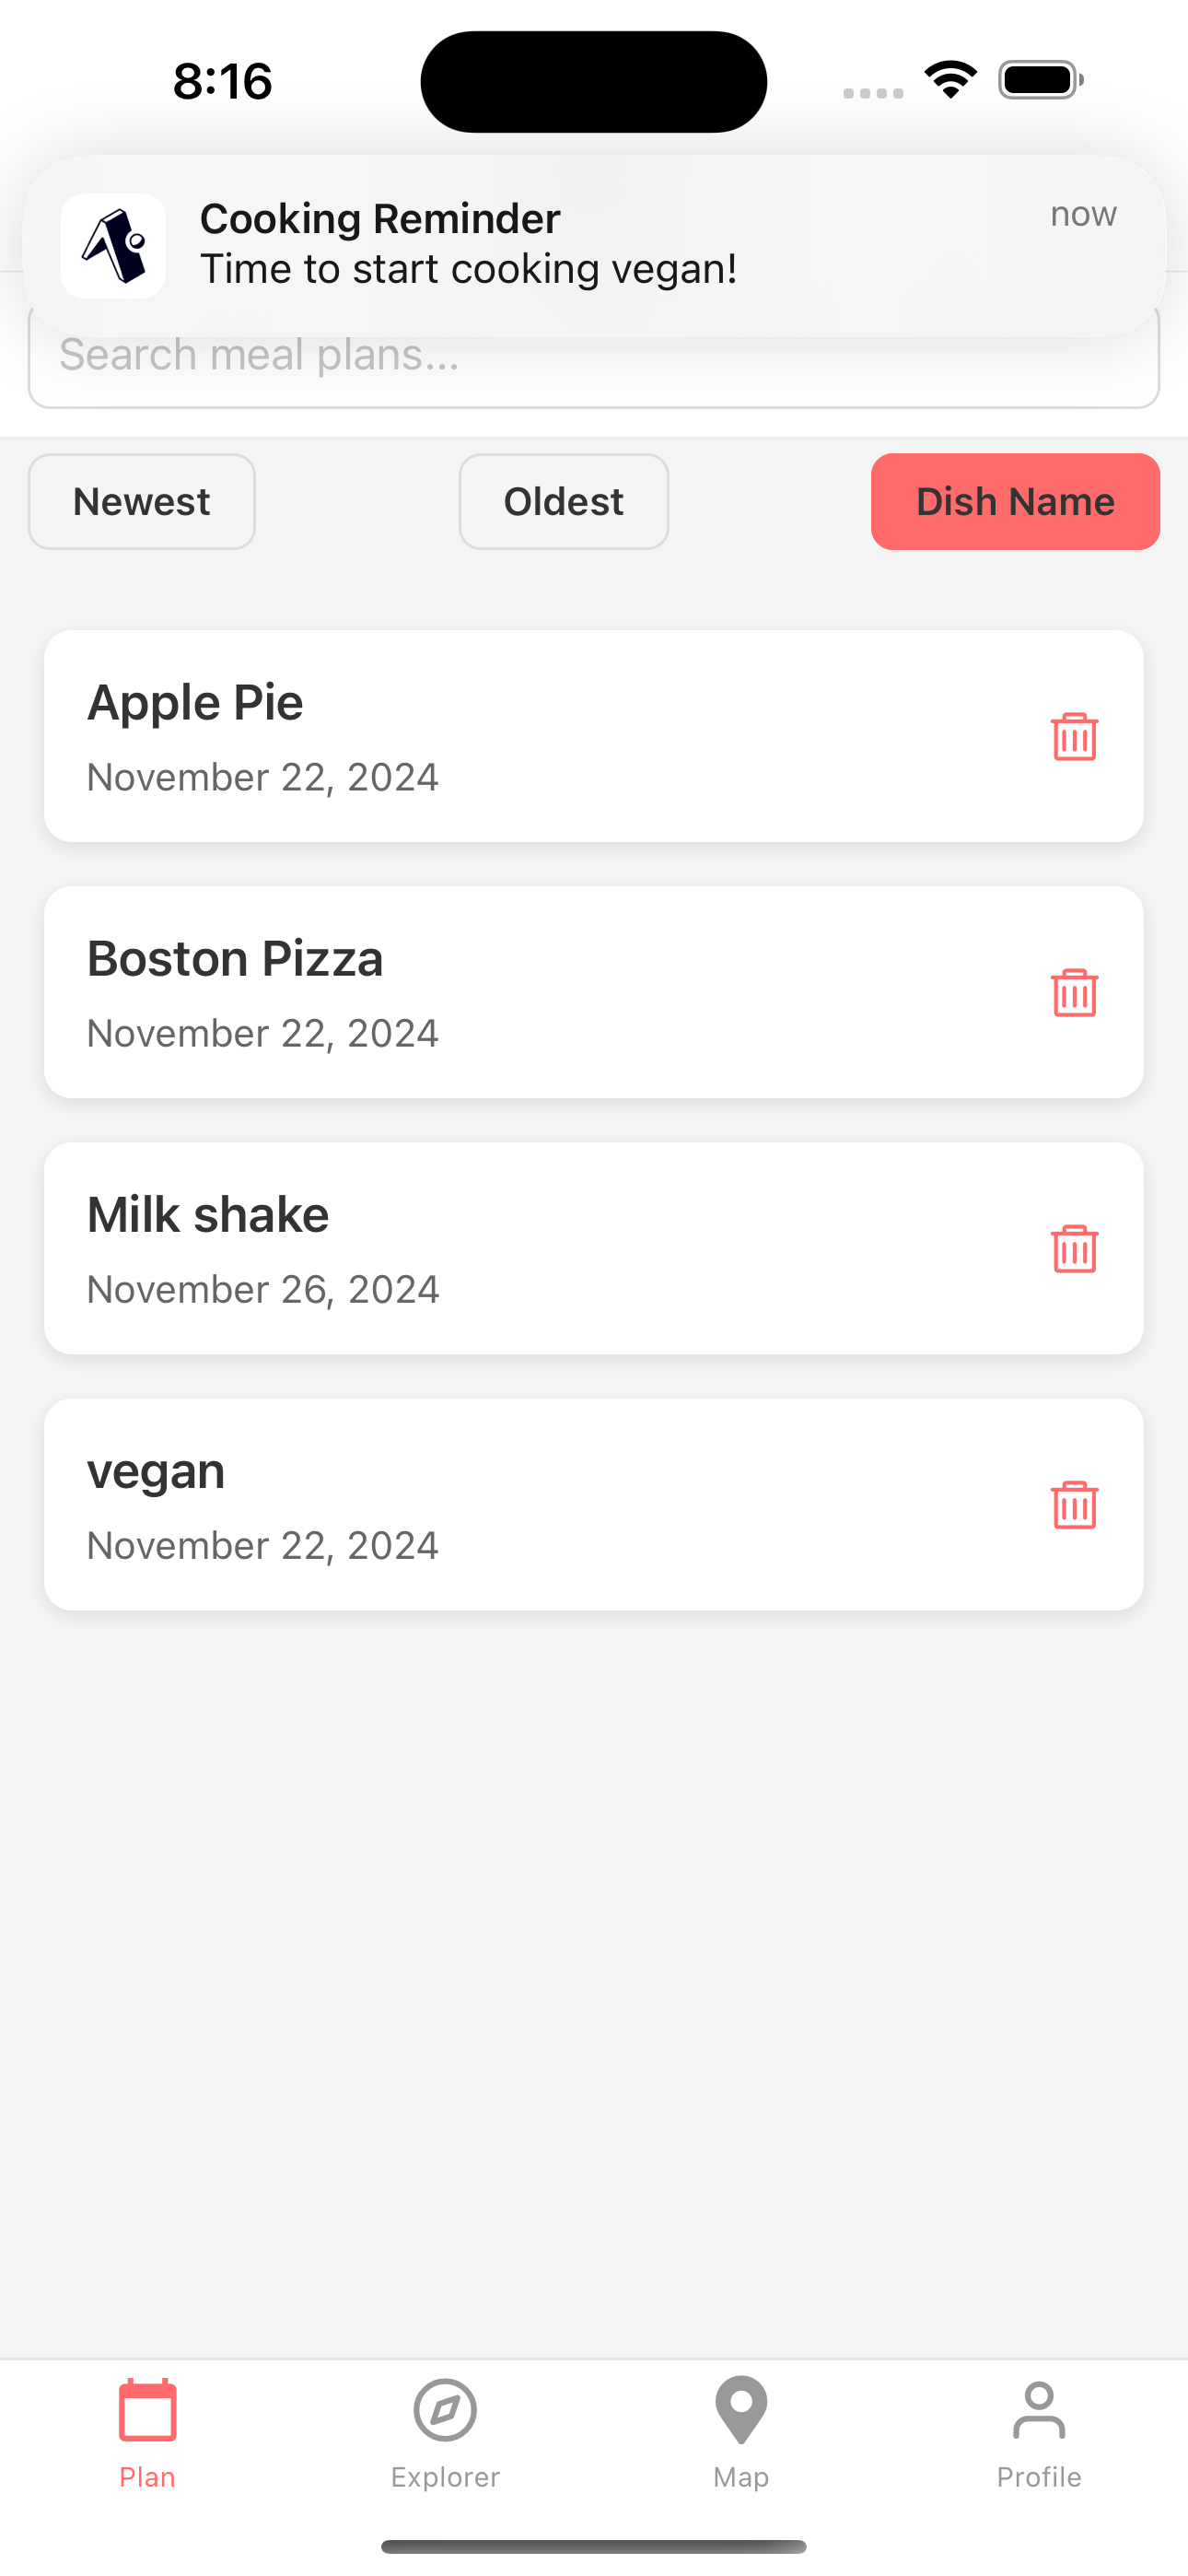 8:16
Cooking Reminder
now
Time to start cooking vegan!
Search meal plans...
Newest
Oldest
Dish Name
Apple Pie
November 22, 2024
Boston Pizza
November 22, 2024
Milk shake
November 26, 2024
vegan
November 22, 2024
Plan
Explorer
Map
Profile